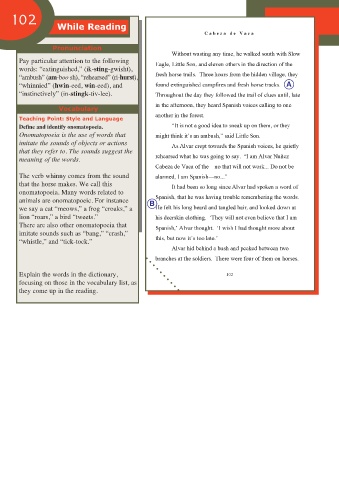 102
While Reading
Pronunciation
Pay particular attention to the following
words: "extinguished," (ik-sting-gwisht),
"ambush" (am-boo sh), "rehearsed" (ri-hurst),
"whinnied" (hwin-eed, win-eed), and
"instinctively" (in-stingk-tiv-lee).
Vocabulary
Teaching Point: Style and Language
Define and identify onomatopoeia.
Onomatopoeia is the use of words that
imitate the sounds of objects or actions
that they refer to. The sounds suggest the
meaning of the words.
The verb whinny comes from the sound
that the horse makes. We call this
onomatopoeia. Many words related to
animals are onomatopoeic. For instance
we say a cat "meows," a frog "croaks," a
lion "roars," a bird "tweets."
There are also other onomatopoeia that
imitate sounds such as "bang," "crash,"
"whistle," and "tick-tock."
Explain the words in the dictionary,
focusing on those in the vocabulary list, as
they come up in the reading.
Cabeza de Vaca
Without wasting any time, he walked south with Slow
Eagle, Little Son, and eleven others in the direction of the
fresh horse trails. Three hours from the hidden village, they
found extinguished campfires and fresh horse tracks. A
Throughout the day they followed the trail of clues until, late
in the afternoon, they heard Spanish voices calling to one
another in the forest.
"It is not a good idea to sneak up on them, or they
might think it's an ambush," said Little Son.
As Alvar crept towards the Spanish voices, he quietly
rehearsed what he was going to say. "I am Alvar Nuñez
Cabeza de Vaca of the no that will not work... Do not be
alarmed, I am Spanish—no..."
It had been so long since Alvar had spoken a word of
Spanish, that he was having trouble remembering the words.
B He felt his long beard and tangled hair, and looked down at
his deerskin clothing. 'They will not even believe that I am
Spanish,' Alvar thought. 'I wish I had thought more about
this, but now it's too late.'
Alvar hid behind a bush and peeked between two
branches at the soldiers. There were four of them on horses.
102